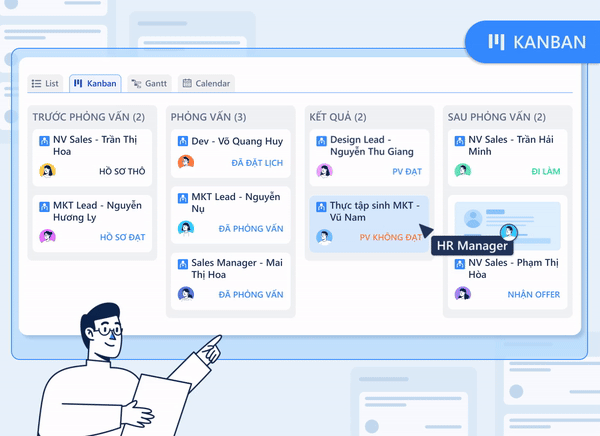 KANBAN
List
Kanban
Gantt
Calendar
TRƯỚC PHỎNG VẤN (2)
NV Sales - Trần Thị
Hoa
HỒ SƠ THÔ
MKT Lead - Nguyễn
Hương Ly
HỒ SƠ ĐẠT
PHỎNG VẤN (3)
Dev - Võ Quang Huy
ĐÃ ĐẶT LỊCH
MKT Lead - Nguyễn
Nụ
ĐÃ PHỎNG VẤN
Sales Manager - Mai
Thị Hoa
ĐÃ PHỎNG VẤN
KẾT QUẢ (2)
Design Lead -
Nguyễn Thu Giang
PV ĐẠT
Thực tập sinh MKT -
Vũ Nam
PV KHÔNG ĐẠT
HR Manager
SAU PHỎNG VẤN (2)
NV Sales - Trần Hải
Minh
ĐI LÀM
NV Sales - Phạm Thị
Hòa
NHẬN OFFER